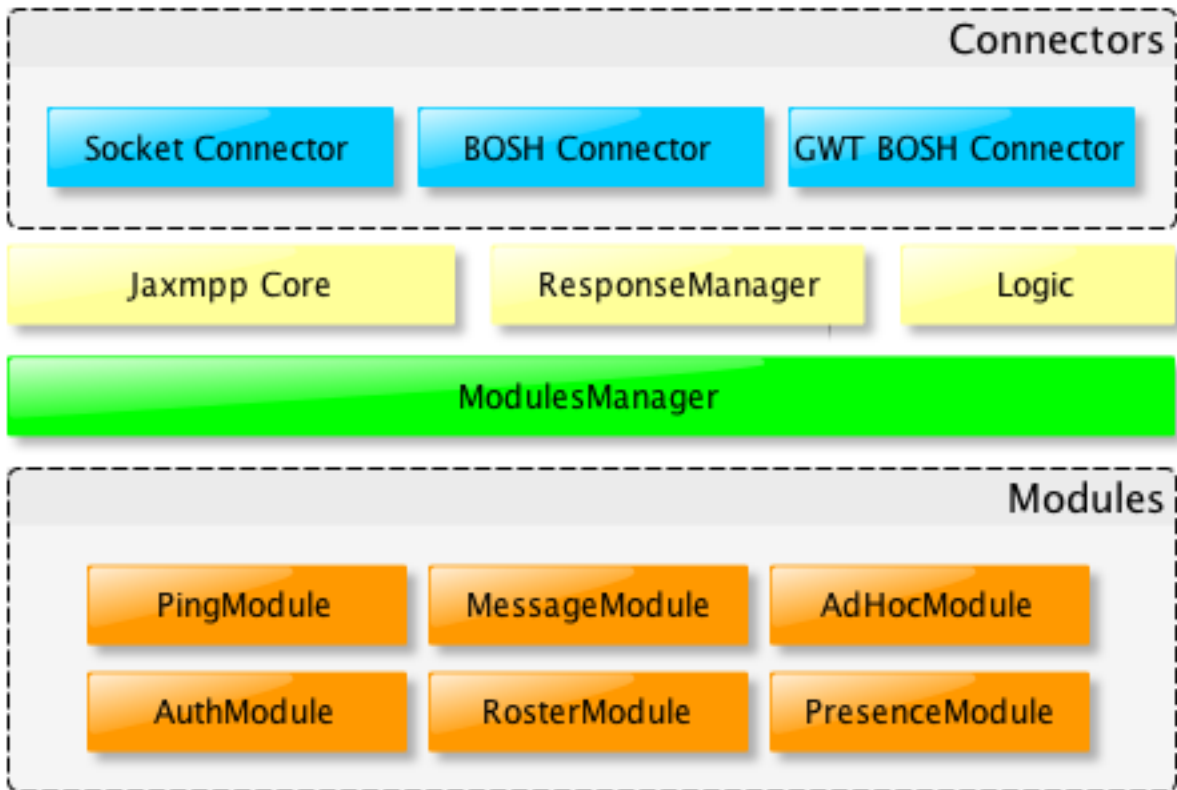 Connectors
Socket Connector
BOSH Connector
GWT BOSH Connector
Jaxmpp Core
ResponseManager
Logic
ModulesManager
Modules
PingModule
MessageModule
AdHocModule
AuthModule
RosterModule
PresenceModule